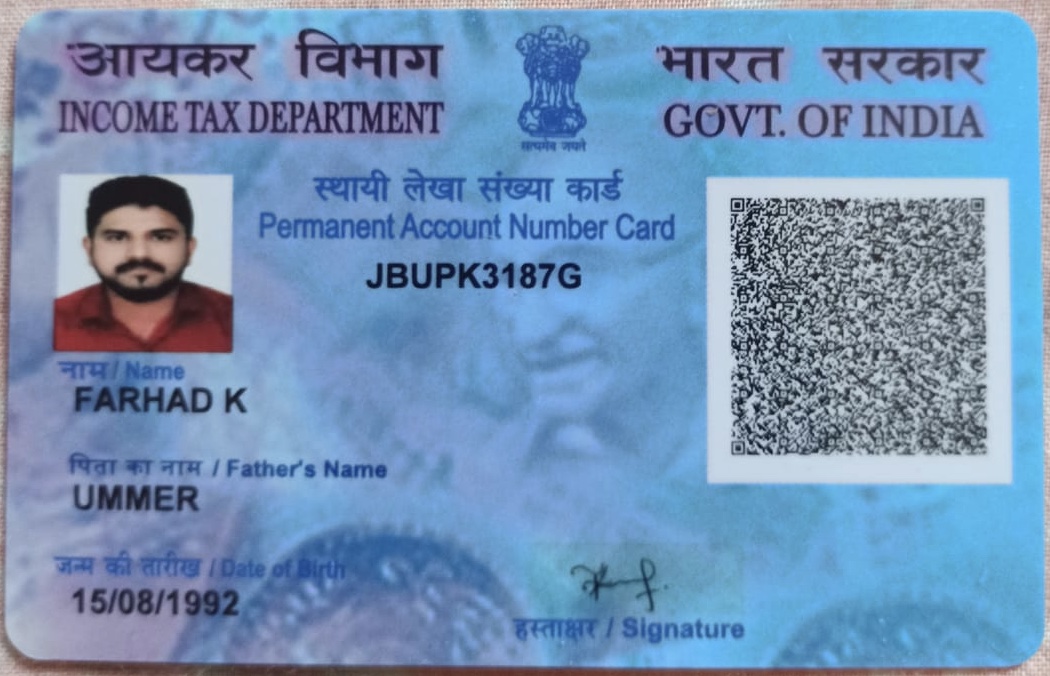 आयकर विभाग
INCOME TAX DEPARTMENT
सत्यमेव जयते
भारत सरकार
GOVT. OF INDIA
स्थायी लेखा संख्या कार्ड
Permanent Account Number Card
JBUPK3187G
नाम / Name
FARHAD K
पिता का नाम / Father's Name
UMMER
जन्म की तारीख / Date of Birth
15/08/1992
हस्ताक्षर / Signature